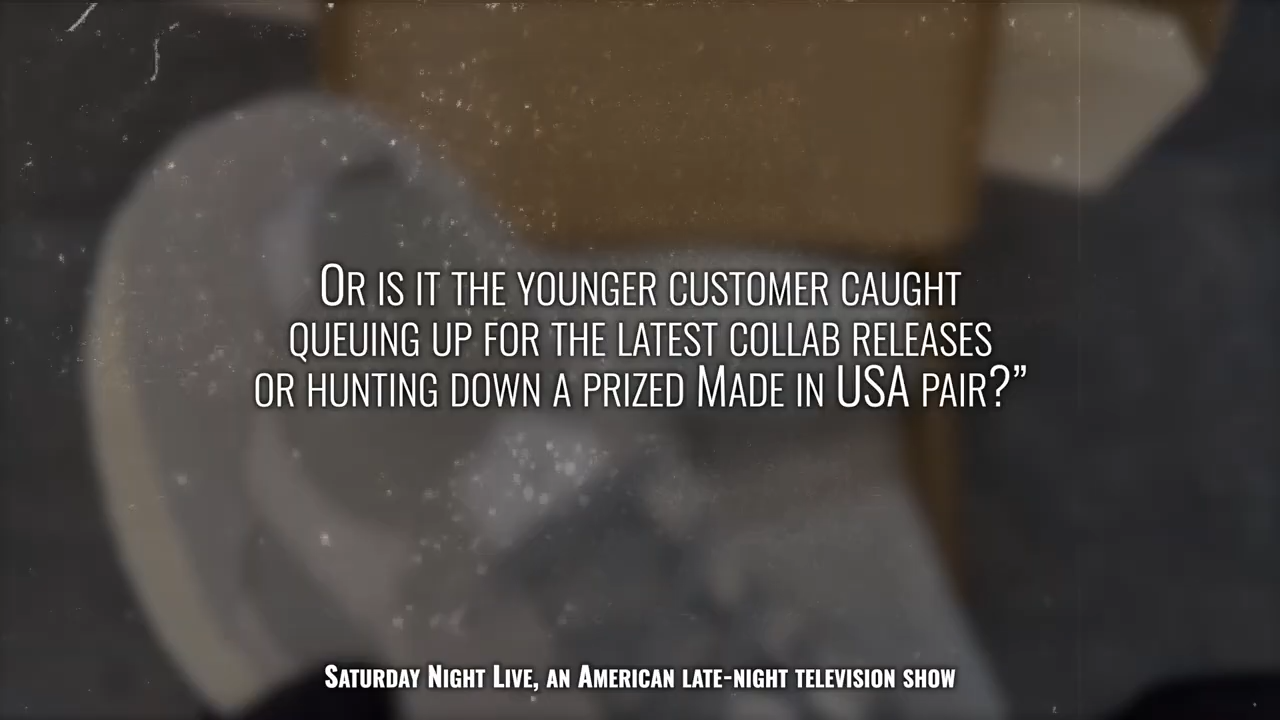 Or is it the younger customer caught
queuing up for the latest collab releases
or hunting down a prized Made in USA pair?”
Saturday Night Live, an American late-night television show